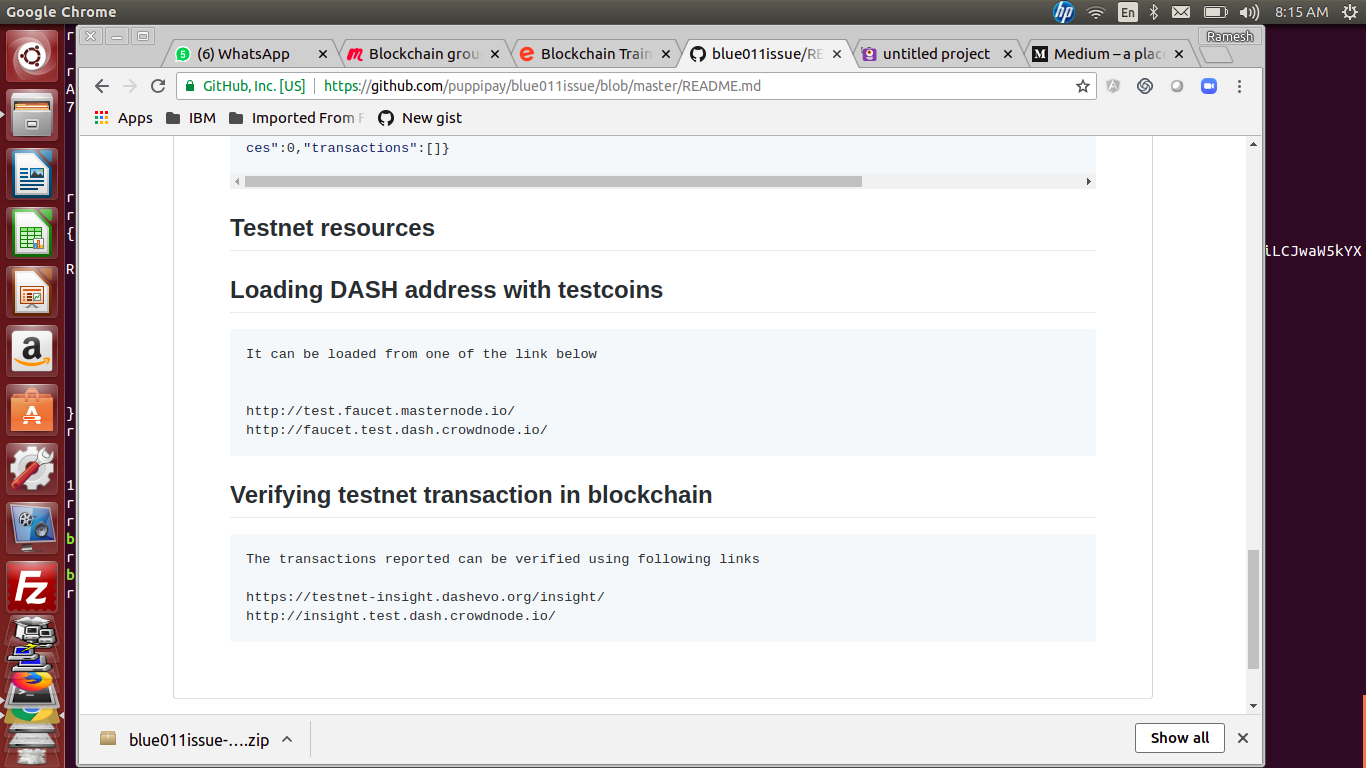 Google Chrome
hp
En
8:15 AM
Ramesh
(6) WhatsApp
Blockchain grou
Blockchain Train
blue011issue/RE
untitled project
Medium – a place
GitHub, Inc. [US]
https://github.com/puppipay/blue011issue/blob/master/README.md
Apps
IBM
Imported From F
New gist
ces":0,"transactions":[]}
Testnet resources
iLCJwaW5kYX
Loading DASH address with testcoins
It can be loaded from one of the link below
http://test.faucet.masternode.io/
http://faucet.test.dash.crowdnode.io/
Verifying testnet transaction in blockchain
The transactions reported can be verified using following links
https://testnet-insight.dashevo.org/insight/
http://insight.test.dash.crowdnode.io/
blue011issue-....zip
Show all